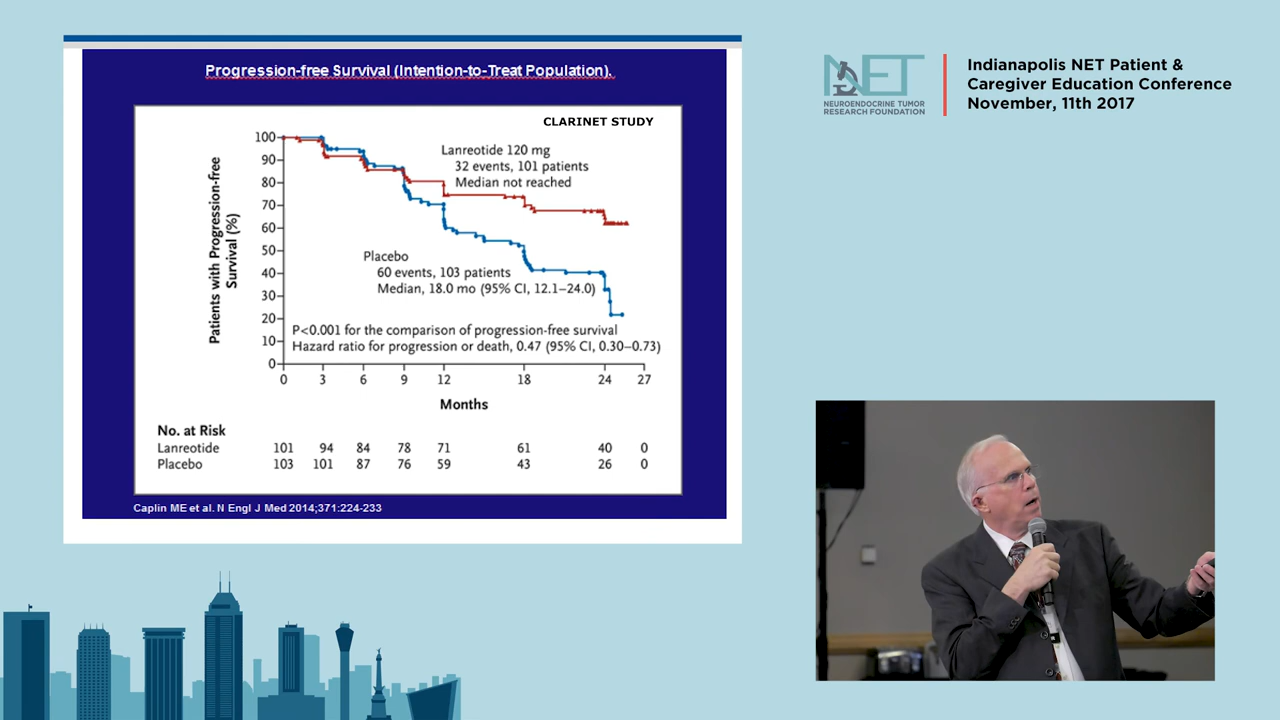 Progression-free Survival (Intention-to-Treat Population).
CLARINET STUDY
Patients with Progression-free
Survival (%)
100
90
80
70
60
50
40
30
20
10
0
Lanreotide 120 mg
32 events, 101 patients
Median not reached
Placebo
60 events, 103 patients
Median, 18.0 mo (95% CI, 12.1–24.0)
P<0.001 for the comparison of progression-free survival
Hazard ratio for progression or death, 0.47 (95% CI, 0.30–0.73)
0 3 6 9 12 18 24 27
Months
No. at Risk
Lanreotide 101 94 84 78 71 61 40 0
Placebo 103 101 87 76 59 43 26 0
Caplin ME et al. N Engl J Med 2014;371:224-233
NET
NEUROENDOCRINE TUMOR
RESEARCH FOUNDATION
Indianapolis NET Patient &
Caregiver Education Conference
November, 11th 2017